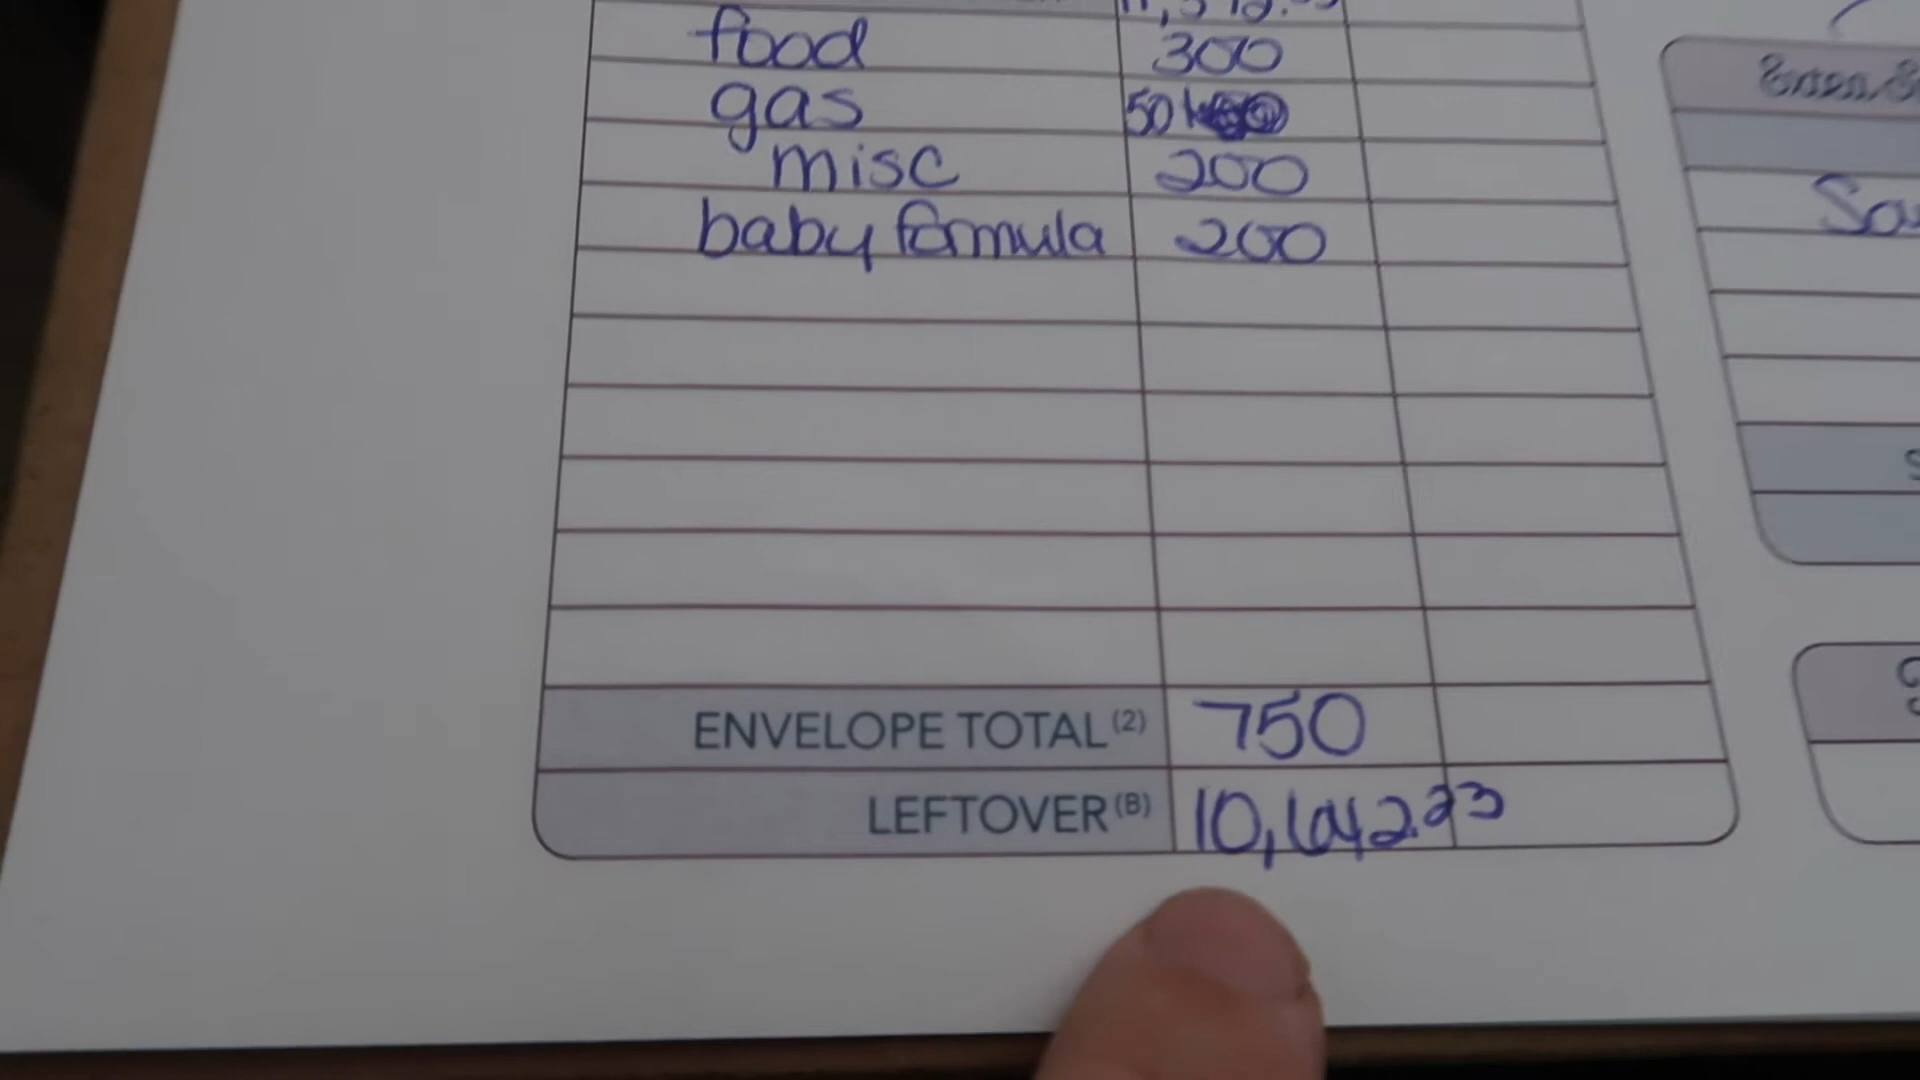 food 300
gas 50
misc 200
baby formula 200
ENVELOPE TOTAL (2) 750
LEFTOVER (B) 10,642.23